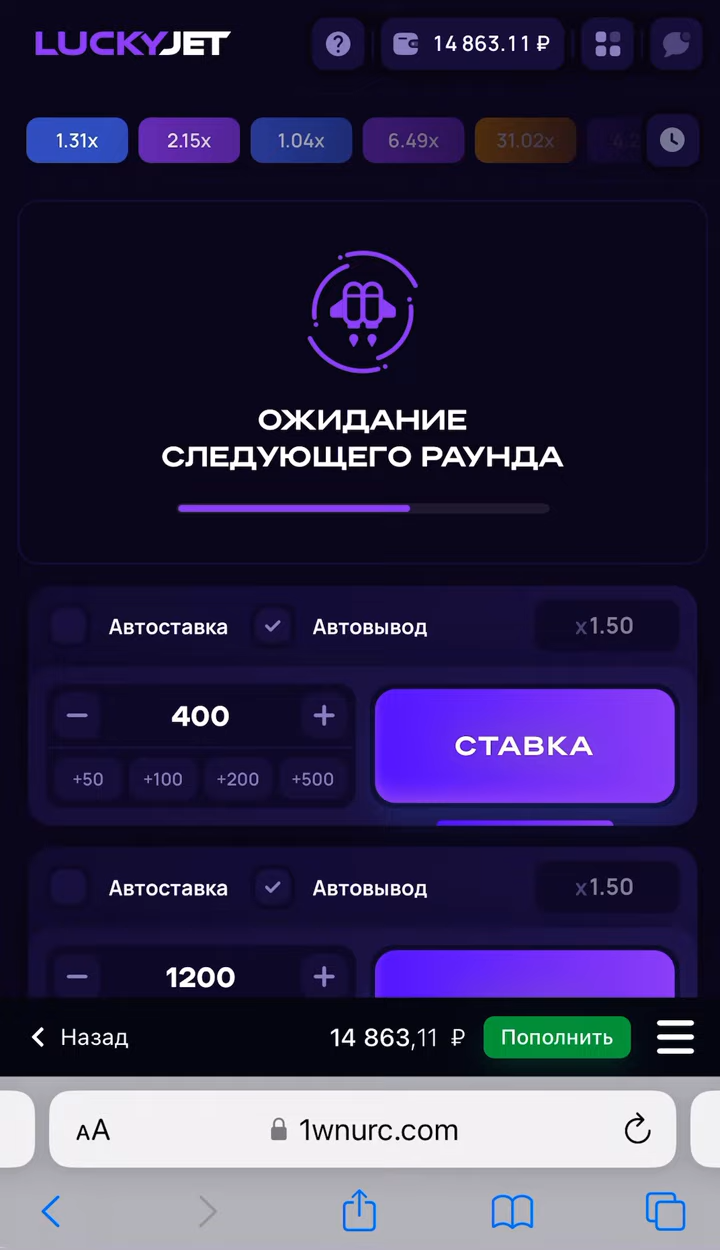 LUCKYJET
14 863.11 ₽
1.31x 2.15x 1.04x 6.49x 31.02x 4.2
ОЖИДАНИЕ
СЛЕДУЮЩЕГО РАУНДА
Автоставка Автовывод x1.50
400
СТАВКА
+50 +100 +200 +500
Автоставка Автовывод x1.50
1200
Назад 14 863,11 ₽ Пополнить
AA 1wnurc.com